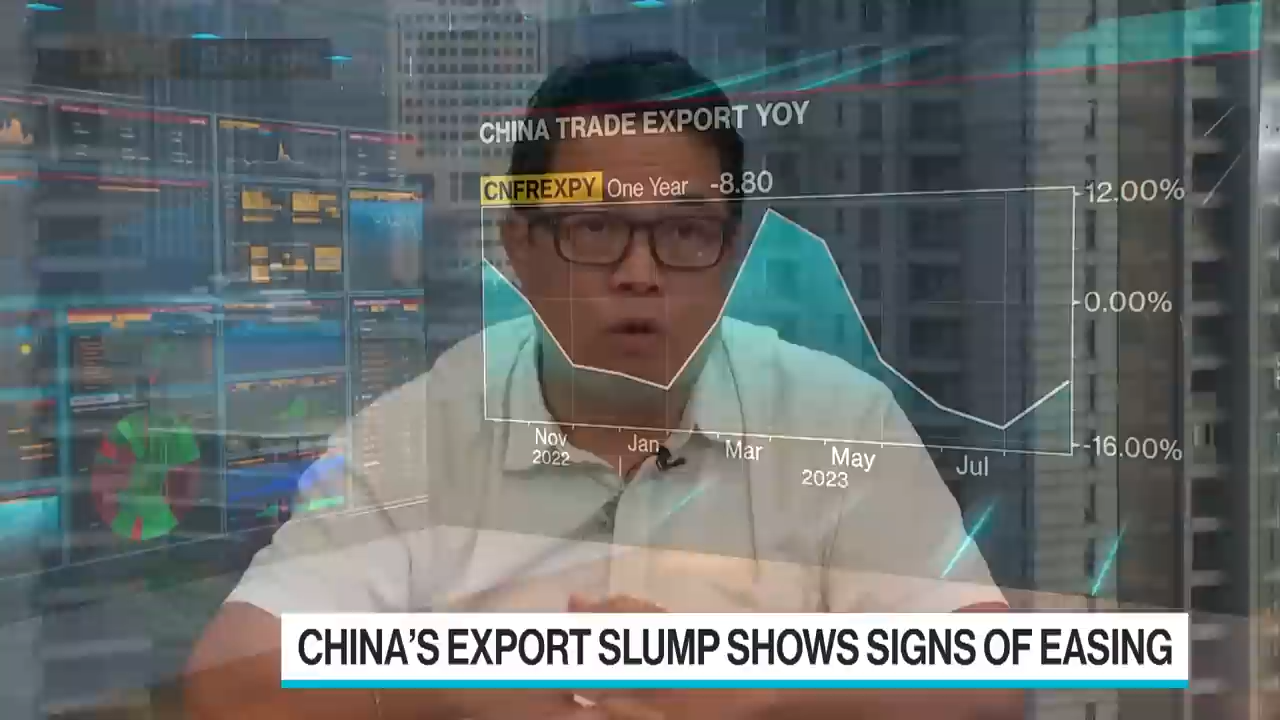 CHINA TRADE EXPORT YOY
CNFREXPY One Year -8.80
12.00%
0.00%
-16.00%
Nov Jan Mar May Jul
2022 2023
CHINA'S EXPORT SLUMP SHOWS SIGNS OF EASING